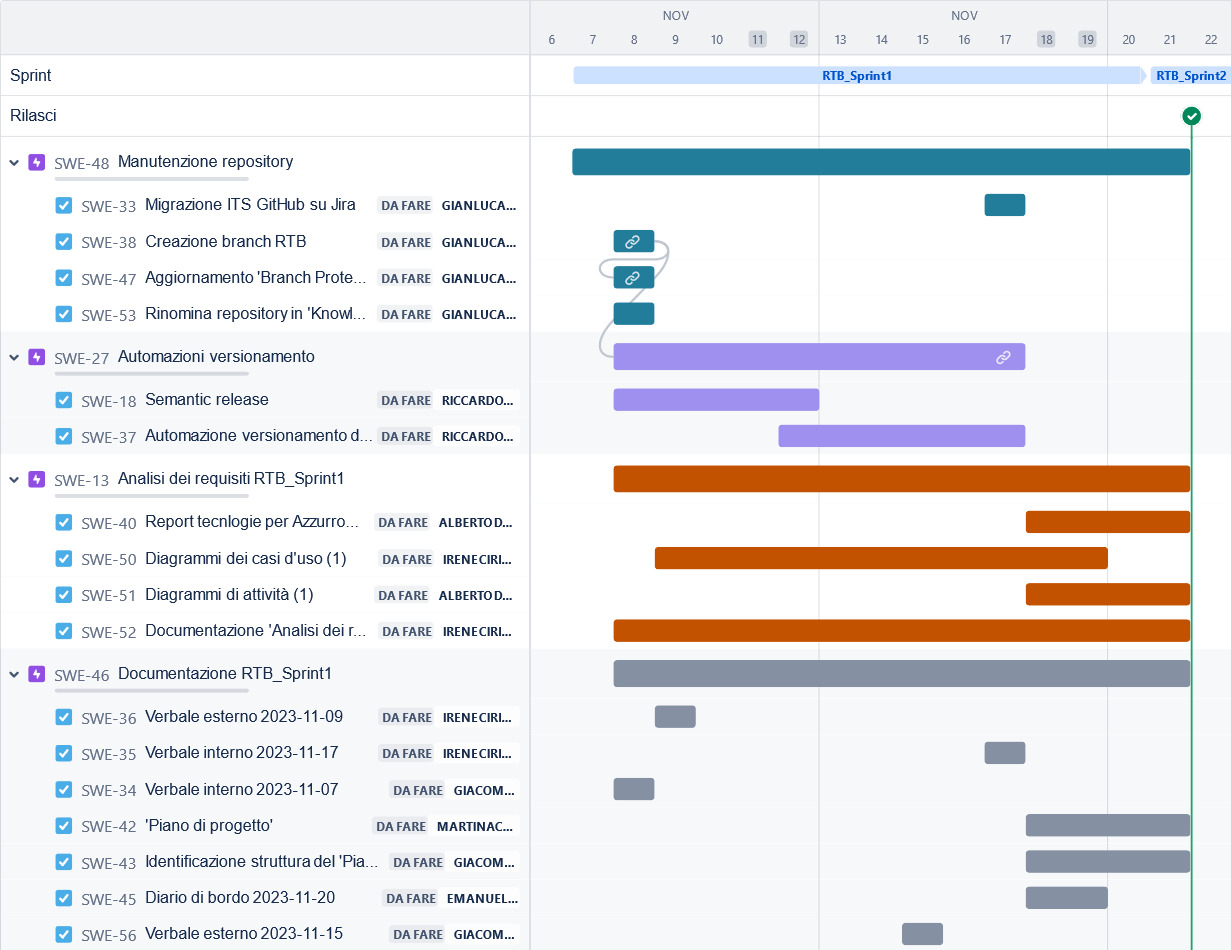 NOV NOV
6 7 8 9 10 11 12 13 14 15 16 17 18 19 20 21 22
Sprint RTB_Sprint1 RTB_Sprint2
Rilasci
SWE-48 Manutenzione repository
SWE-33 Migrazione ITS GitHub su Jira DA FARE GIANLUCA...
SWE-38 Creazione branch RTB DA FARE GIANLUCA...
SWE-47 Aggiornamento 'Branch Prote... DA FARE GIANLUCA...
SWE-53 Rinomina repository in 'Knowl... DA FARE GIANLUCA...
SWE-27 Automazioni versionamento
SWE-18 Semantic release DA FARE RICCARDO...
SWE-37 Automazione versionamento d... DA FARE RICCARDO...
SWE-13 Analisi dei requisiti RTB_Sprint1
SWE-40 Report tecnlogie per Azzurro... DA FARE ALBERTO D...
SWE-50 Diagrammi dei casi d'uso (1) DA FARE IRENE CIRI...
SWE-51 Diagrammi di attività (1) DA FARE ALBERTO D...
SWE-52 Documentazione 'Analisi dei r... DA FARE IRENE CIRI...
SWE-46 Documentazione RTB_Sprint1
SWE-36 Verbale esterno 2023-11-09 DA FARE IRENE CIRI...
SWE-35 Verbale interno 2023-11-17 DA FARE IRENE CIRI...
SWE-34 Verbale interno 2023-11-07 DA FARE GIACOM...
SWE-42 'Piano di progetto' DA FARE MARTINA C...
SWE-43 Identificazione struttura del 'Pia... DA FARE GIACOM...
SWE-45 Diario di bordo 2023-11-20 DA FARE EMANUEL...
SWE-56 Verbale esterno 2023-11-15 DA FARE GIACOM...